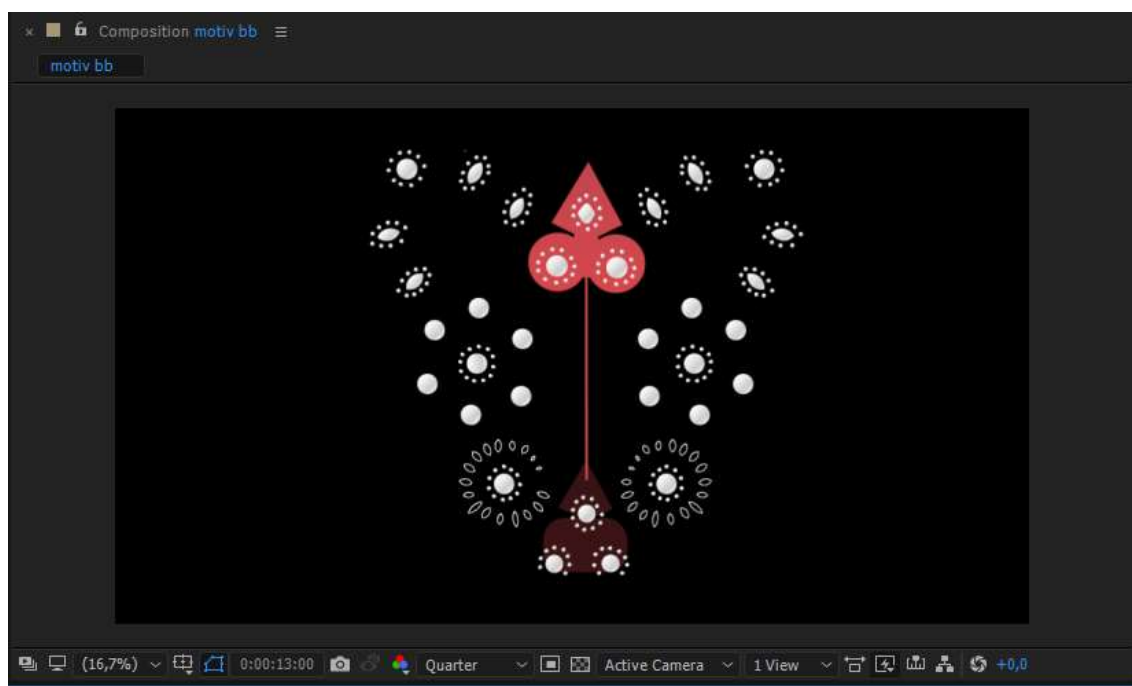 Composition motiv bb
motiv bb
(16,7%) 0:00:13:00 Quarter Active Camera 1 View +0,0